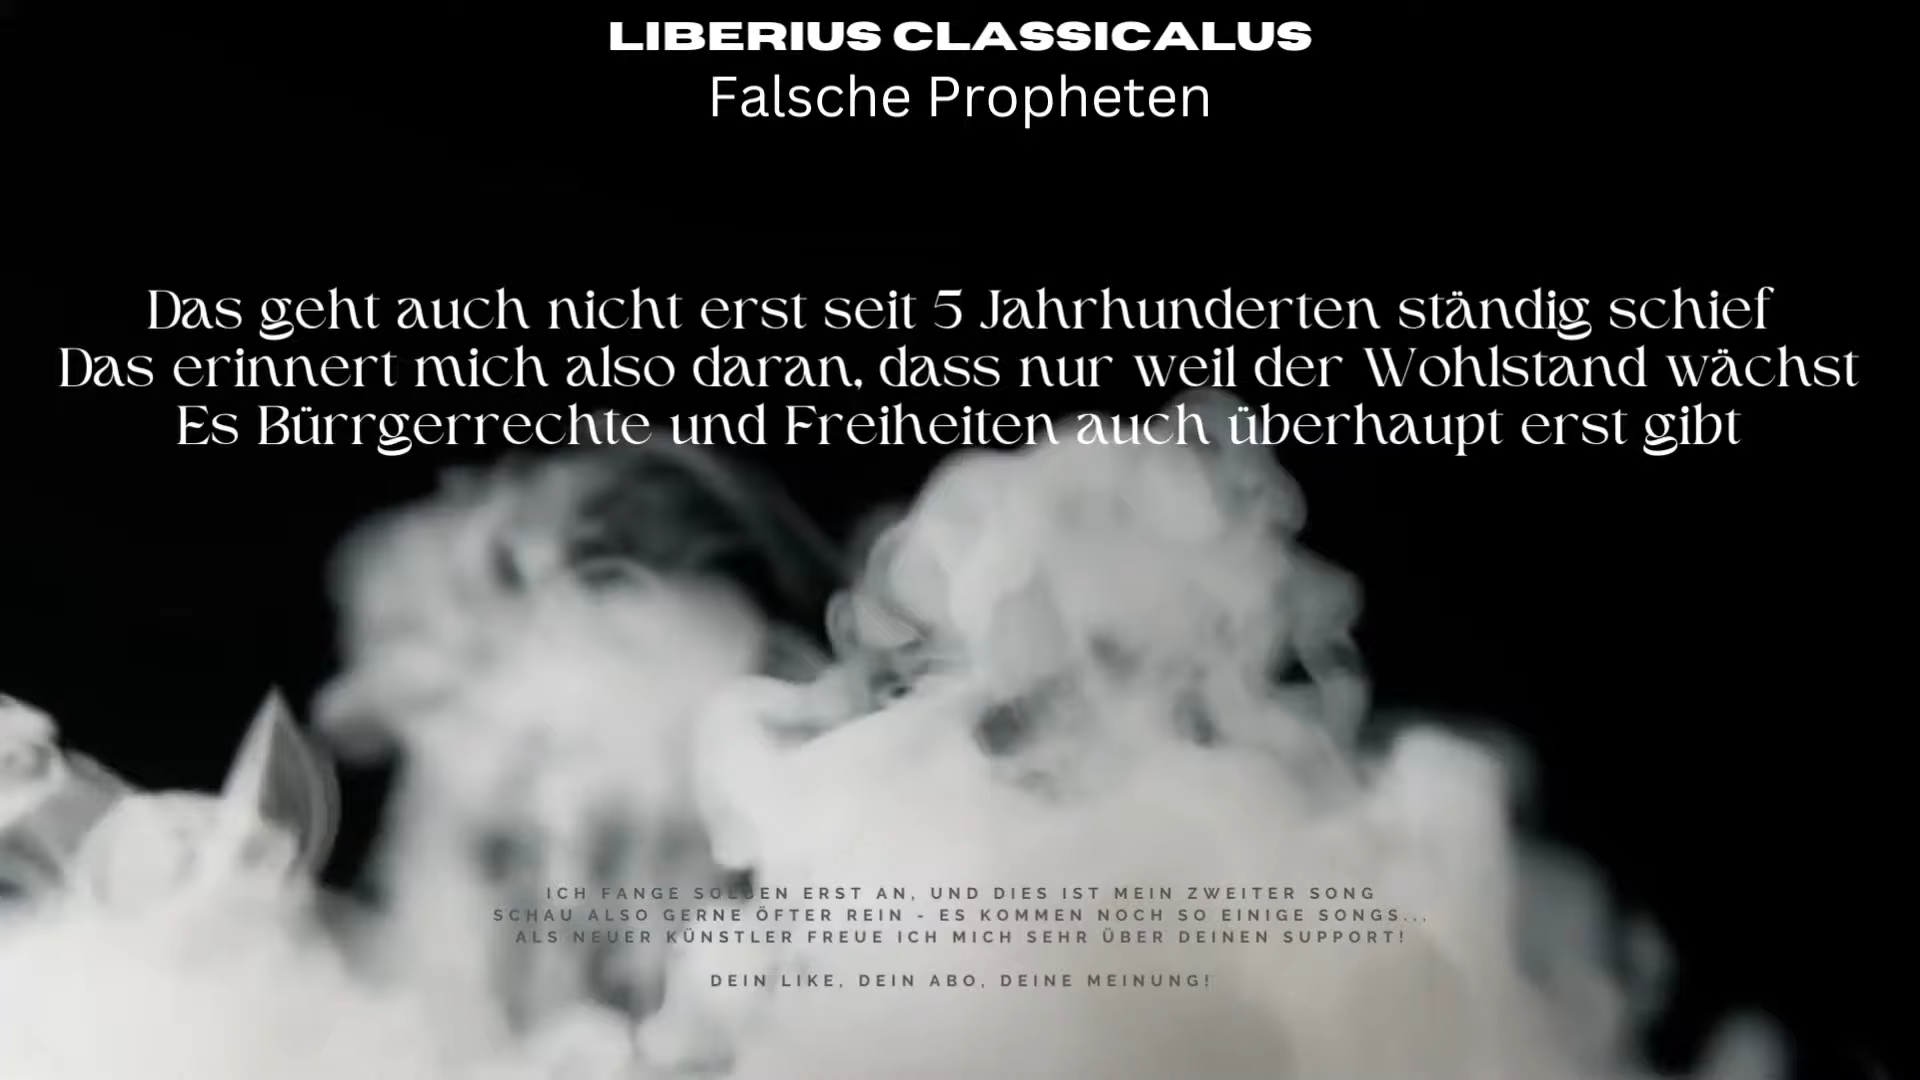 LIBERIUS CLASSICALUS
Falsche Propheten
Das geht auch nicht erst seit 5 Jahrhunderten ständig schief
Das erinnert mich also daran, dass nur weil der Wohlstand wächst
Es Bürrgerrechte und Freiheiten auch überhaupt erst gibt
ICH FANGE SOEBEN ERST AN, UND DIES IST MEIN ZWEITER SONG
SCHAU ALSO GERNE ÖFTER REIN - ES KOMMEN NOCH SO EINIGE SONGS...
ALS NEUER KÜNSTLER FREUE ICH MICH SEHR ÜBER DEINEN SUPPORT!
DEIN LIKE, DEIN ABO, DEINE MEINUNG!